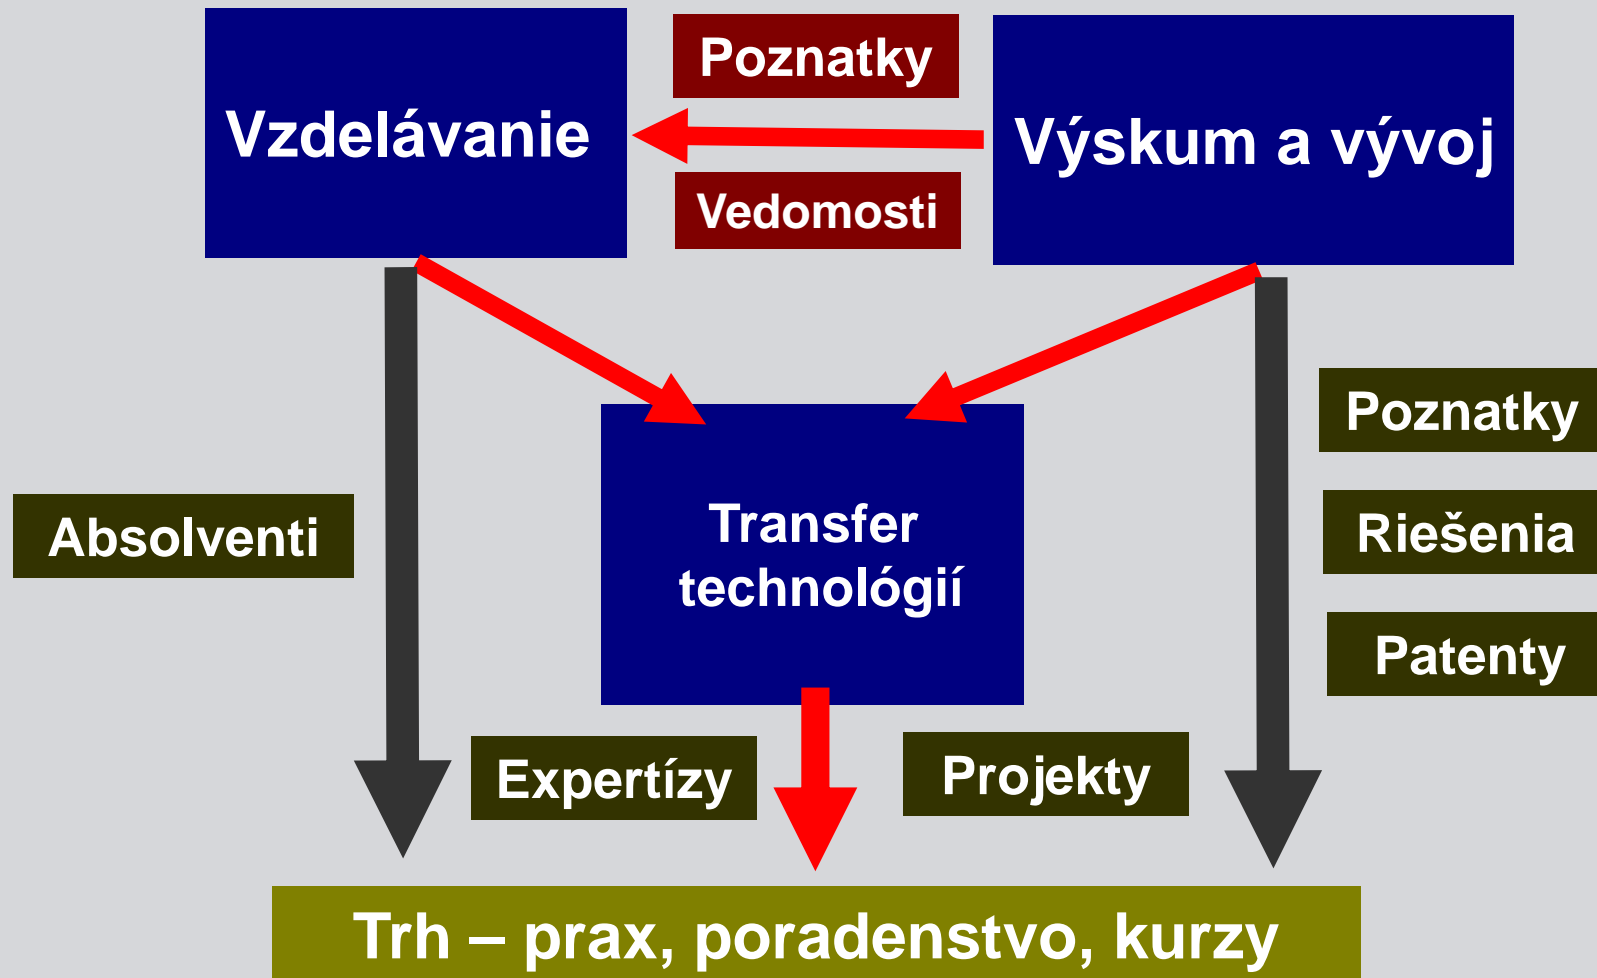 Poznatky
Vzdelávanie
Výskum a vývoj
Vedomosti
Poznatky
Absolventi
Transfer
technológií
Riešenia
Patenty
Expertízy
Projekty
Trh – prax, poradenstvo, kurzy